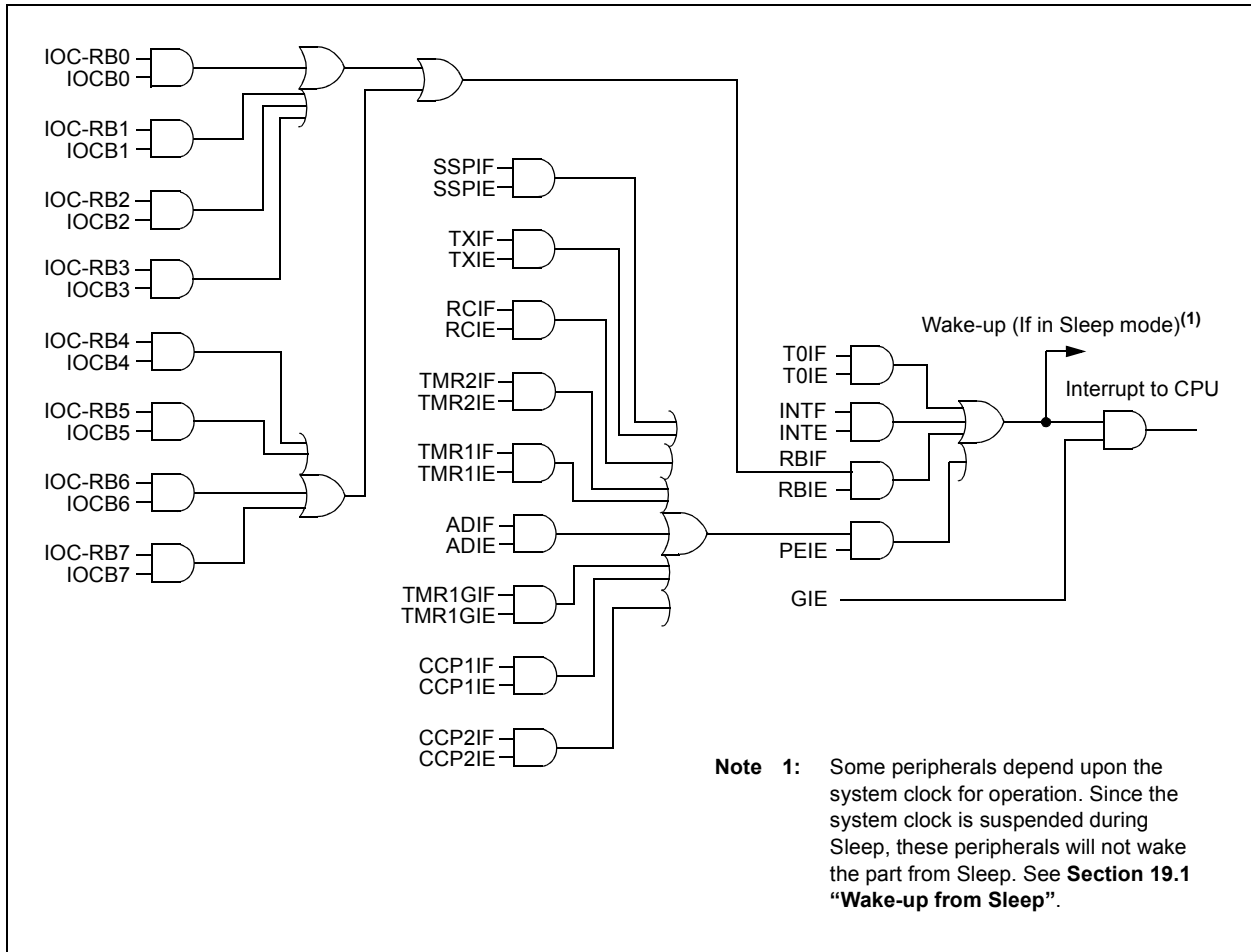 IOC-RB0
IOCB0
IOC-RB1
IOCB1
IOC-RB2
IOCB2
IOC-RB3
IOCB3
IOC-RB4
IOCB4
IOC-RB5
IOCB5
IOC-RB6
IOCB6
IOC-RB7
IOCB7
SSPIF
SSPIE
TXIF
TXIE
RCIF
RCIE
TMR2IF
TMR2IE
TMR1IF
TMR1IE
ADIF
ADIE
TMR1GIF
TMR1GIE
CCP1IF
CCP1IE
CCP2IF
CCP2IE
Wake-up (If in Sleep mode)(1)
T0IF
T0IE
Interrupt to CPU
INTF
INTE
RBIF
RBIE
PEIE
GIE
Note 1: Some peripherals depend upon the
system clock for operation. Since the
system clock is suspended during
Sleep, these peripherals will not wake
the part from Sleep. See Section 19.1
“Wake-up from Sleep”.